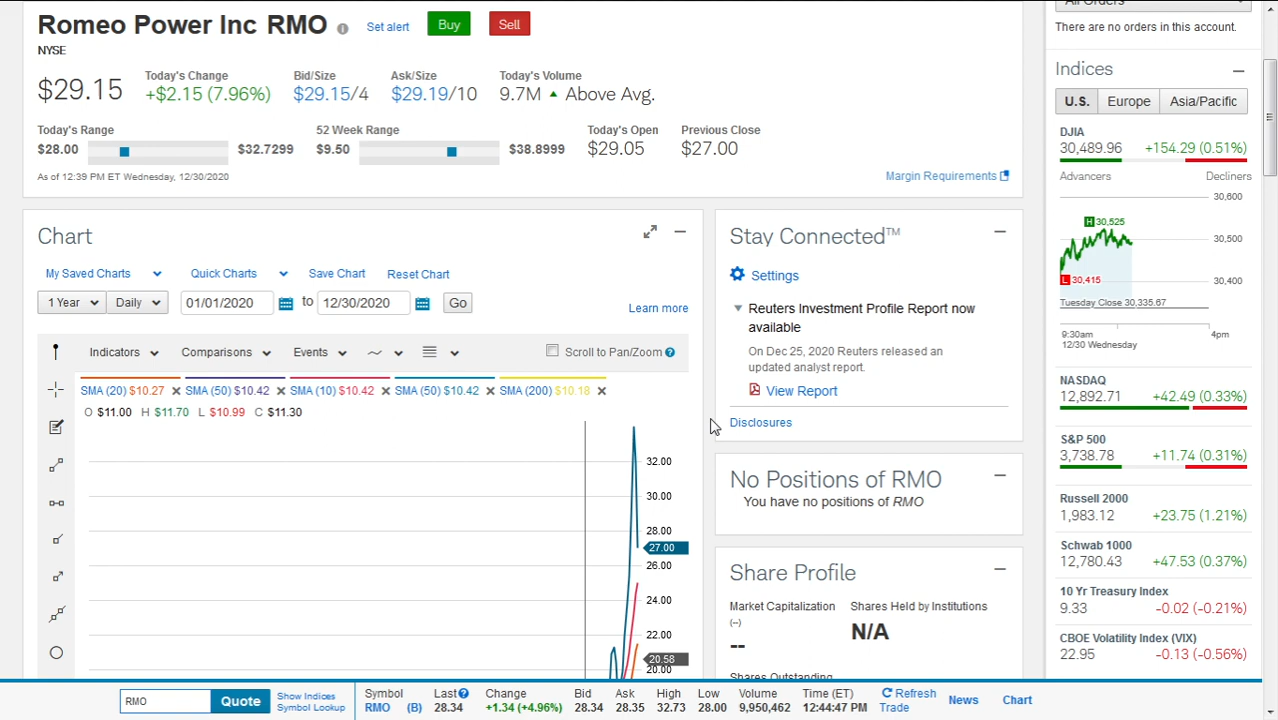 Romeo Power Inc RMO Set alert Buy Sell
NYSE
$29.15
Today's Change
+$2.15 (7.96%)
Bid/Size
$29.15/4
Ask/Size
$29.19/10
Today's Volume
9.7M Above Avg.
Today's Range
$28.00 $32.7299
52 Week Range
$9.50 $38.8999
Today's Open
$29.05
Previous Close
$27.00
As of 12:39 PM ET Wednesday, 12/30/2020
Margin Requirements
Chart
My Saved Charts Quick Charts Save Chart Reset Chart
1 Year Daily 01/01/2020 to 12/30/2020 Go
Learn more
Indicators Comparisons Events Scroll to Pan/Zoom
SMA (20) $10.27 SMA (50) $10.42 SMA (10) $10.42 SMA (50) $10.42 SMA (200) $10.18
O $11.00 H $11.70 L $10.99 C $11.30
32.00
30.00
28.00
27.00
26.00
24.00
22.00
20.58
20.00
Stay Connected™
Settings
Reuters Investment Profile Report now
available
On Dec 25, 2020 Reuters released an
updated analyst report.
View Report
Disclosures
No Positions of RMO
You have no positions of RMO
Share Profile
Market Capitalization
(--)
--
Shares Held by Institutions
N/A
Shares Outstanding
All Orders
There are no orders in this account.
Indices
U.S. Europe Asia/Pacific
DJIA
30,489.96 +154.29 (0.51%)
Advancers Decliners
30,600
H 30,525
30,500
L 30,415
30,400
Tuesday Close 30,335.67
9:30am 4pm
12/30 Wednesday
NASDAQ
12,892.71 +42.49 (0.33%)
S&P 500
3,738.78 +11.74 (0.31%)
Russell 2000
1,983.12 +23.75 (1.21%)
Schwab 1000
12,780.43 +47.53 (0.37%)
10 Yr Treasury Index
9.33 -0.02 (-0.21%)
CBOE Volatility Index (VIX)
22.95 -0.13 (-0.56%)
RMO Quote
Show Indices
Symbol Lookup
Symbol Last Change Bid Ask High Low Volume Time (ET)
RMO (B) 28.34 +1.34 (+4.96%) 28.34 28.35 32.73 28.00 9,950,462 12:44:47 PM
Refresh
Trade
News Chart